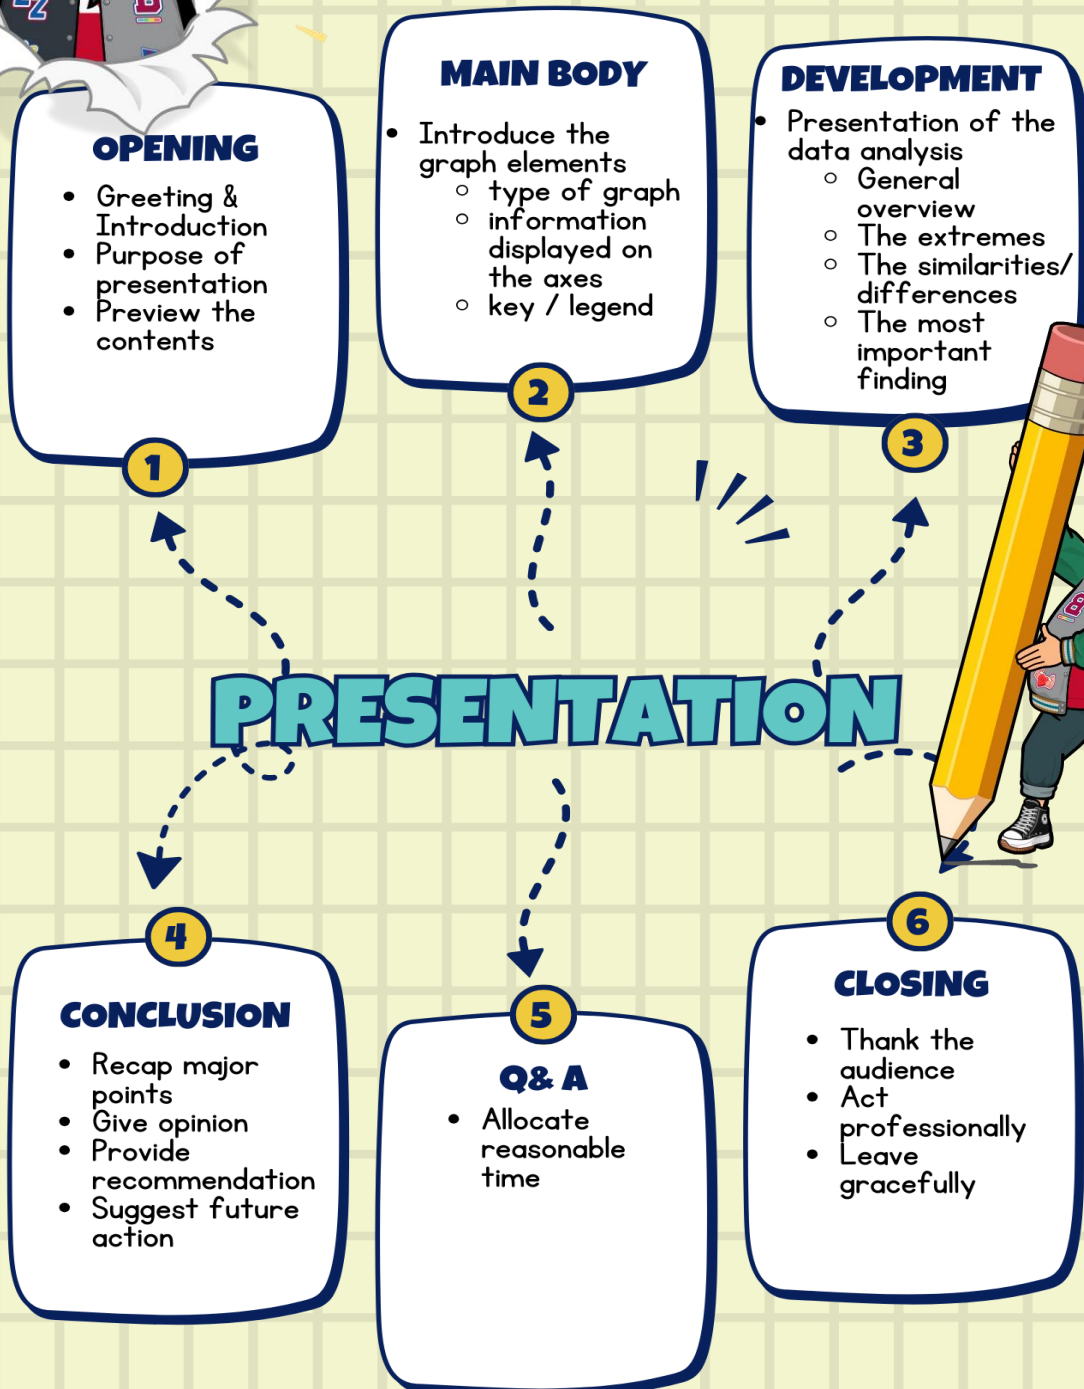 OPENING
• Greeting &
Introduction
• Purpose of
presentation
• Preview the
contents
1
MAIN BODY
• Introduce the
graph elements
○ type of graph
○ information
displayed on
the axes
○ key / legend
2
DEVELOPMENT
• Presentation of the
data analysis
○ General
overview
○ The extremes
○ The similarities/
differences
○ The most
important
finding
3
PRESENTATION
4
CONCLUSION
• Recap major
points
• Give opinion
• Provide
recommendation
• Suggest future
action
5
Q& A
• Allocate
reasonable
time
6
CLOSING
• Thank the
audience
• Act
professionally
• Leave
gracefully
B
B